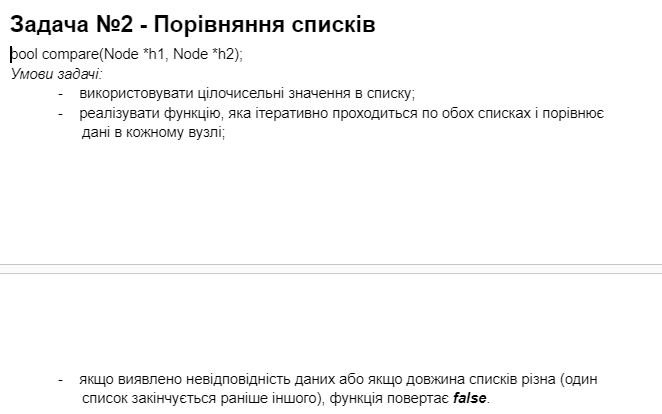 Задача №2 - Порівняння списків
bool compare(Node *h1, Node *h2);
Умови задачі:
- використовувати цілочисельні значення в списку;
- реалізувати функцію, яка ітеративно проходиться по обох списках і порівнює
дані в кожному вузлі;
- якщо виявлено невідповідність даних або якщо довжина списків різна (один
список закінчується раніше іншого), функція повертає false.